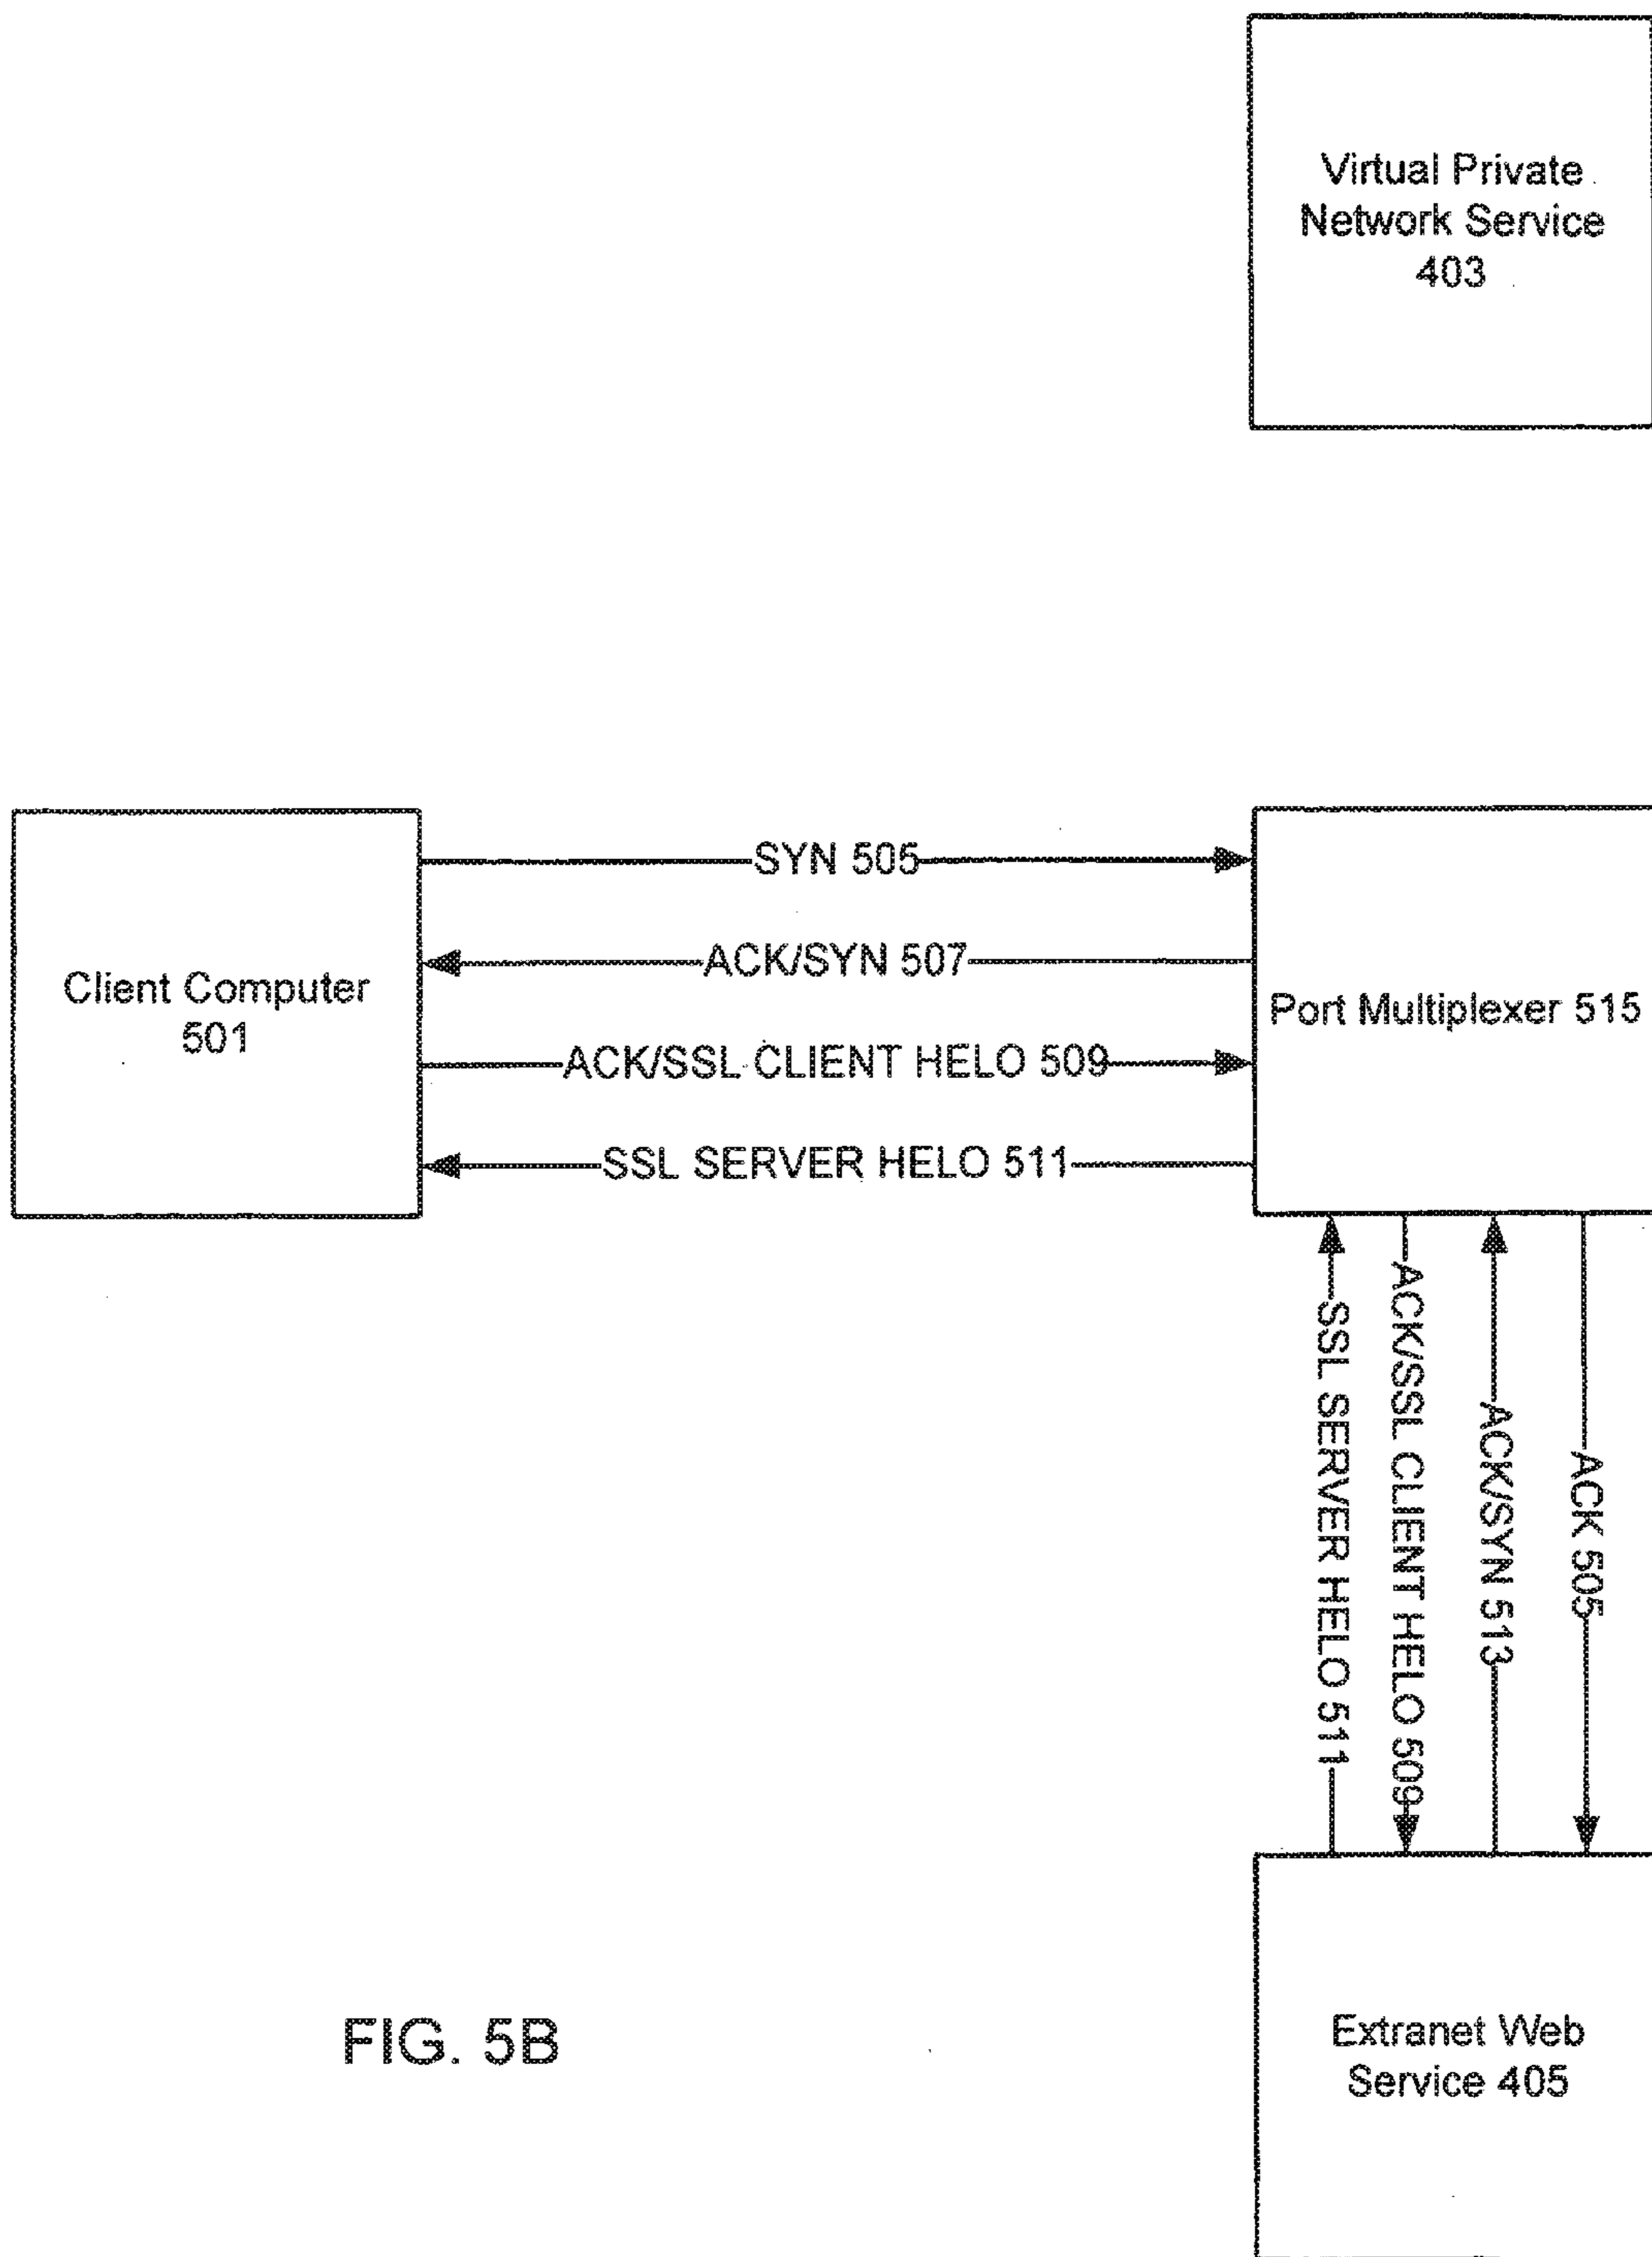 Virtual Private
Network Service
403
Client Computer
501
SYN 505
ACK/SYN 507
ACK/SSL CLIENT HELO 509
SSL SERVER HELO 511
Port Multiplexer 515
SSL SERVER HELO 511
ACK/SSL CLIENT HELO 509
ACK/SYN 513
ACK 505
Extranet Web
Service 405
FIG. 5B